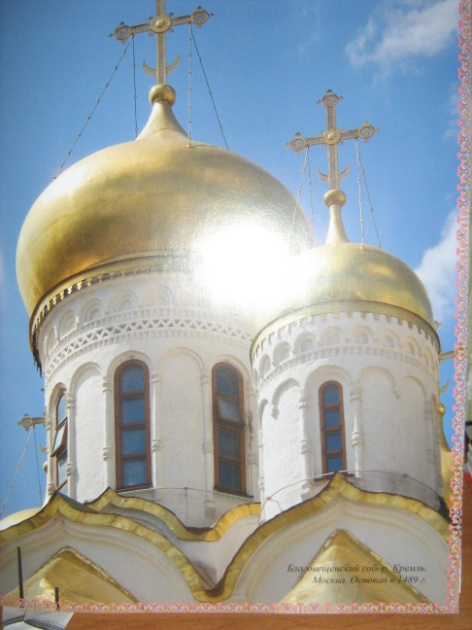 Благовещенский собор. Кремль.
Москва. Основан в 1489 г.